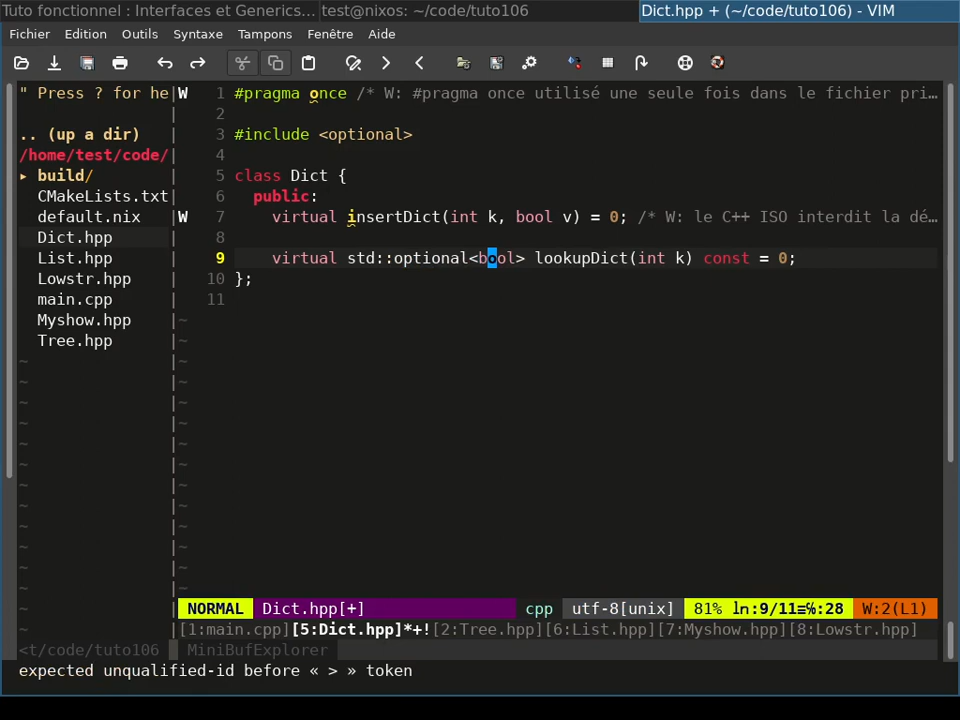 Tuto fonctionnel : Interfaces et Generics... test@nixos: ~/code/tuto106 Dict.hpp + (~/code/tuto106) - VIM
Fichier Edition Outils Syntaxe Tampons Fenêtre Aide
" Press ? for he
.. (up a dir)
/home/test/code/
▸ build/
CMakeLists.txt
default.nix
Dict.hpp
List.hpp
Lowstr.hpp
main.cpp
Myshow.hpp
Tree.hpp
W 1 #pragma once /* W: #pragma once utilisé une seule fois dans le fichier pri…
2
3 #include <optional>
4
5 class Dict {
6 public:
W 7 virtual insertDict(int k, bool v) = 0; /* W: le C++ ISO interdit la dé…
8
9 virtual std::optional<bool> lookupDict(int k) const = 0;
10 };
11
NORMAL Dict.hpp[+] cpp utf-8[unix] 81% ln:9/11≡℅:28 W:2(L1)
[1:main.cpp][5:Dict.hpp]*+![2:Tree.hpp][6:List.hpp][7:Myshow.hpp][8:Lowstr.hpp]
<t/code/tuto106 MiniBufExplorer
expected unqualified-id before « > » token